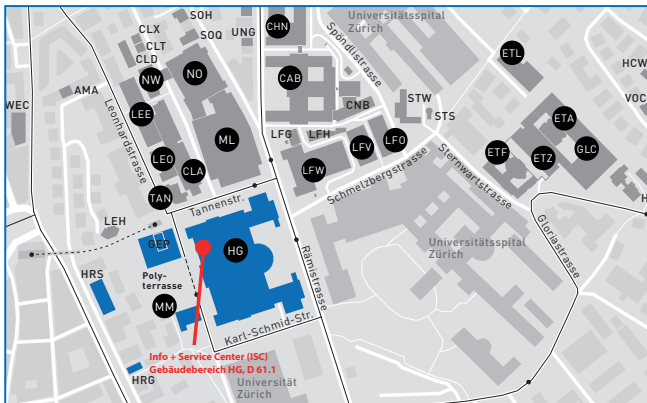 SOH
CLX
SOQ
UNG
CHN
Universitätsspital
Zürich
CLT
CLD
NW
NO
CAB
Spöndlistrasse
ETL
HCW
VOC
WEC
AMA
LEE
Leonhardstrasse
ML
CNB
STW
STS
ETA
LFG
LFH
LFV
LFO
LEO
CLA
LFW
ETF
ETZ
GLC
Schmelzbergstrasse
Sternwartstrasse
TAN
Tannenstr.
H
LEH
GEP
HG
Rämistrasse
Universitätsspital
Zürich
Gloriastrasse
HRS
Poly-
terrasse
MM
Karl-Schmid-Str.
Info + Service Center (ISC)
Gebäudebereich HG, D 61.1
HRG
Universität
Zürich